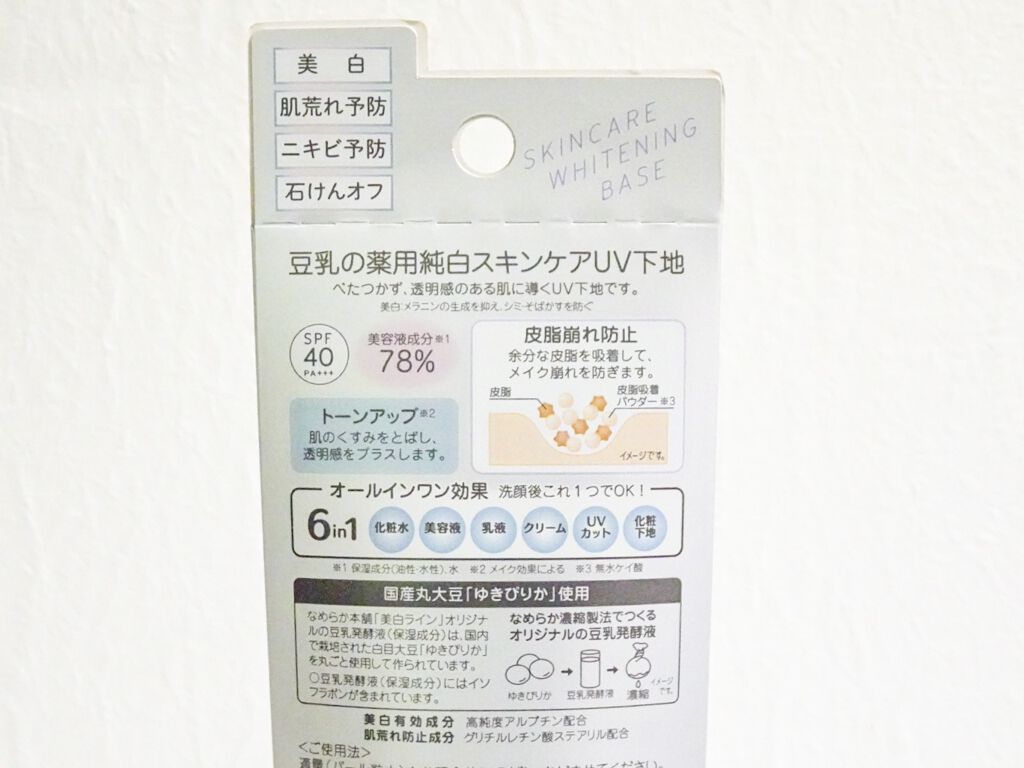 美 白
肌荒れ予防
ニキビ予防
石けんオフ
SKINCARE
WHITENING
BASE
豆乳の薬用純白スキンケアUV下地
べたつかず、透明感のある肌に導くUV下地です。
美白:メラニンの生成を抑え、シミ・そばかすを防ぐ
SPF
40
PA+++
美容液成分※1
78%
トーンアップ※2
肌のくすみをとばし、
透明感をプラスします。
皮脂崩れ防止
余分な皮脂を吸着して、
メイク崩れを防ぎます。
皮脂
皮脂吸着
パウダー※3
イメージです。
オールインワン効果 洗顔後これ1つでOK!
6in1
化粧水
美容液
乳液
クリーム
UV
カット
化粧
下地
※1 保湿成分(油性・水性)、水 ※2 メイク効果による ※3 無水ケイ酸
国産丸大豆「ゆきぴりか」使用
なめらか本舗「美白ライン」オリジナ
ルの豆乳発酵液(保湿成分)は、国内
で栽培された白目大豆「ゆきぴりか」
を丸ごと使用して作られています。
○豆乳発酵液(保湿成分)にはイソ
フラボンが含まれています。
なめらか濃縮製法でつくる
オリジナルの豆乳発酵液
ゆきぴりか
豆乳発酵液
濃縮
イメージ
です。
美白有効成分 高純度アルブチン配合
肌荒れ防止成分 グリチルレチン酸ステアリル配合
<ご使用法>